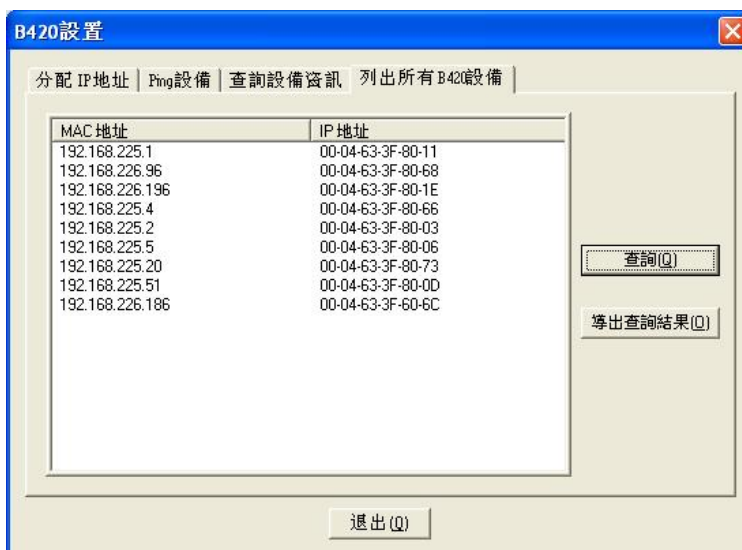 B420設置
分配 IP地址 Ping設備 查詢設備資訊 列出所有B420設備
MAC地址 IP地址
192.168.225.1 00-04-63-3F-80-11
192.168.226.96 00-04-63-3F-80-68
192.168.226.196 00-04-63-3F-80-1E
192.168.225.4 00-04-63-3F-80-66
192.168.225.2 00-04-63-3F-80-03
192.168.225.5 00-04-63-3F-80-06
192.168.225.20 00-04-63-3F-80-73
192.168.225.51 00-04-63-3F-80-0D
192.168.226.186 00-04-63-3F-60-6C
查詢(Q)
導出查詢結果(O)
退出(Q)